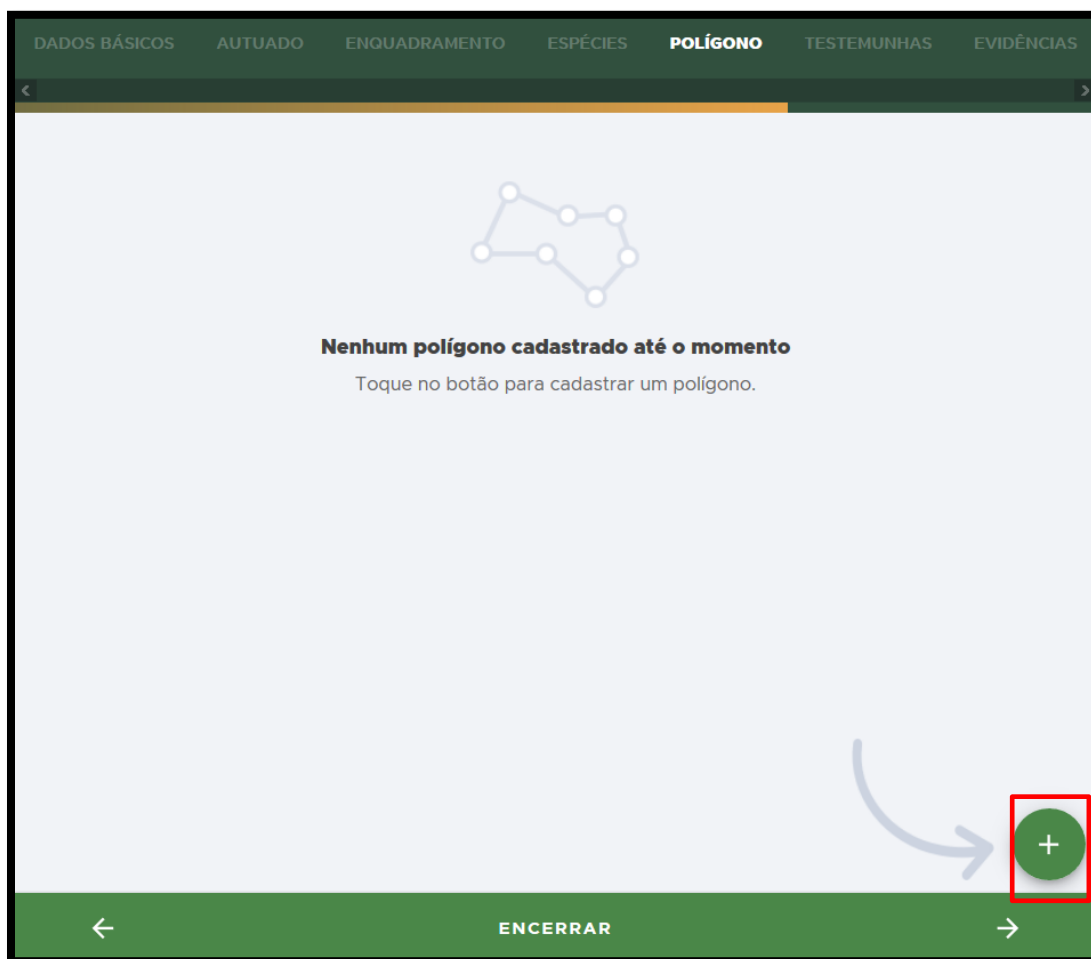 DADOS BÁSICOS AUTUADO ENQUADRAMENTO ESPÉCIES POLÍGONO TESTEMUNHAS EVIDÊNCIAS
Nenhum polígono cadastrado até o momento
Toque no botão para cadastrar um polígono.
ENCERRAR